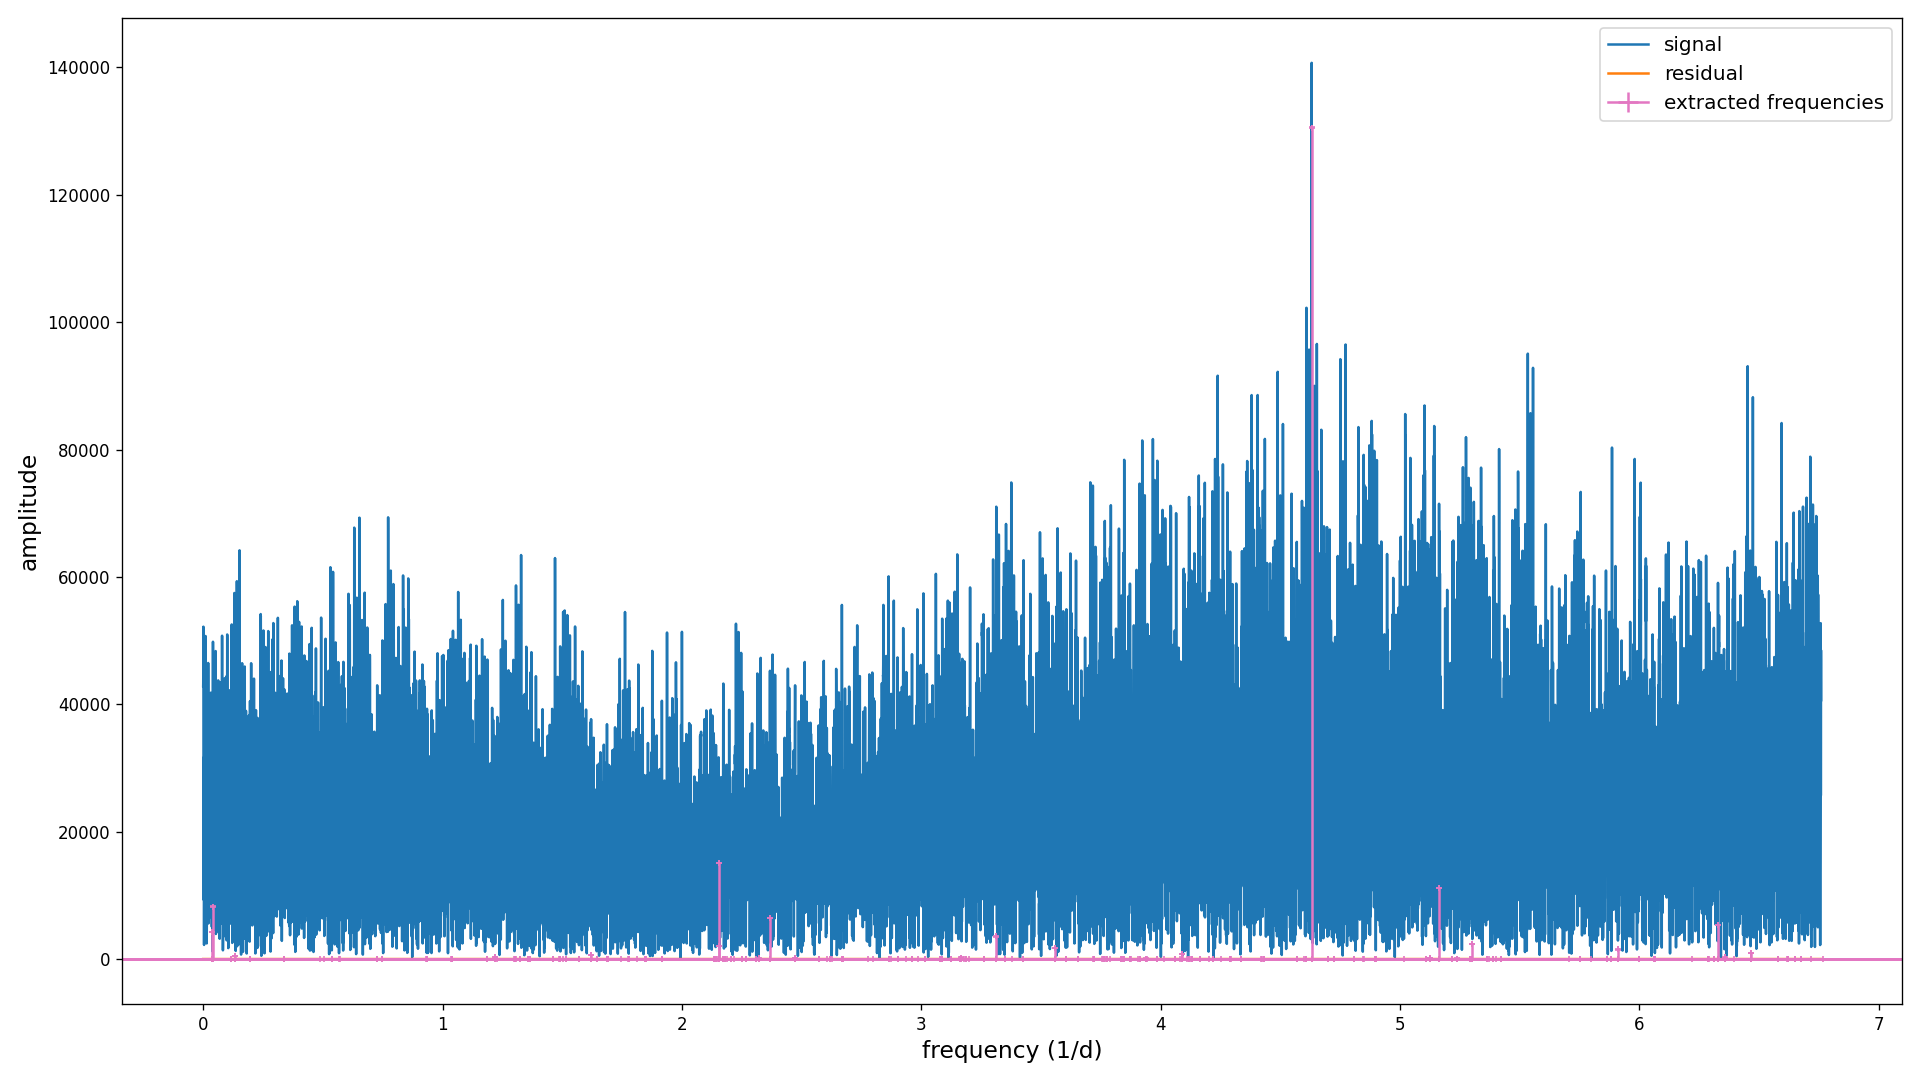 signal
residual
extracted frequencies
amplitude
140000
120000
100000
80000
60000
40000
20000
0
0 1 2 3 4 5 6 7
frequency (1/d)